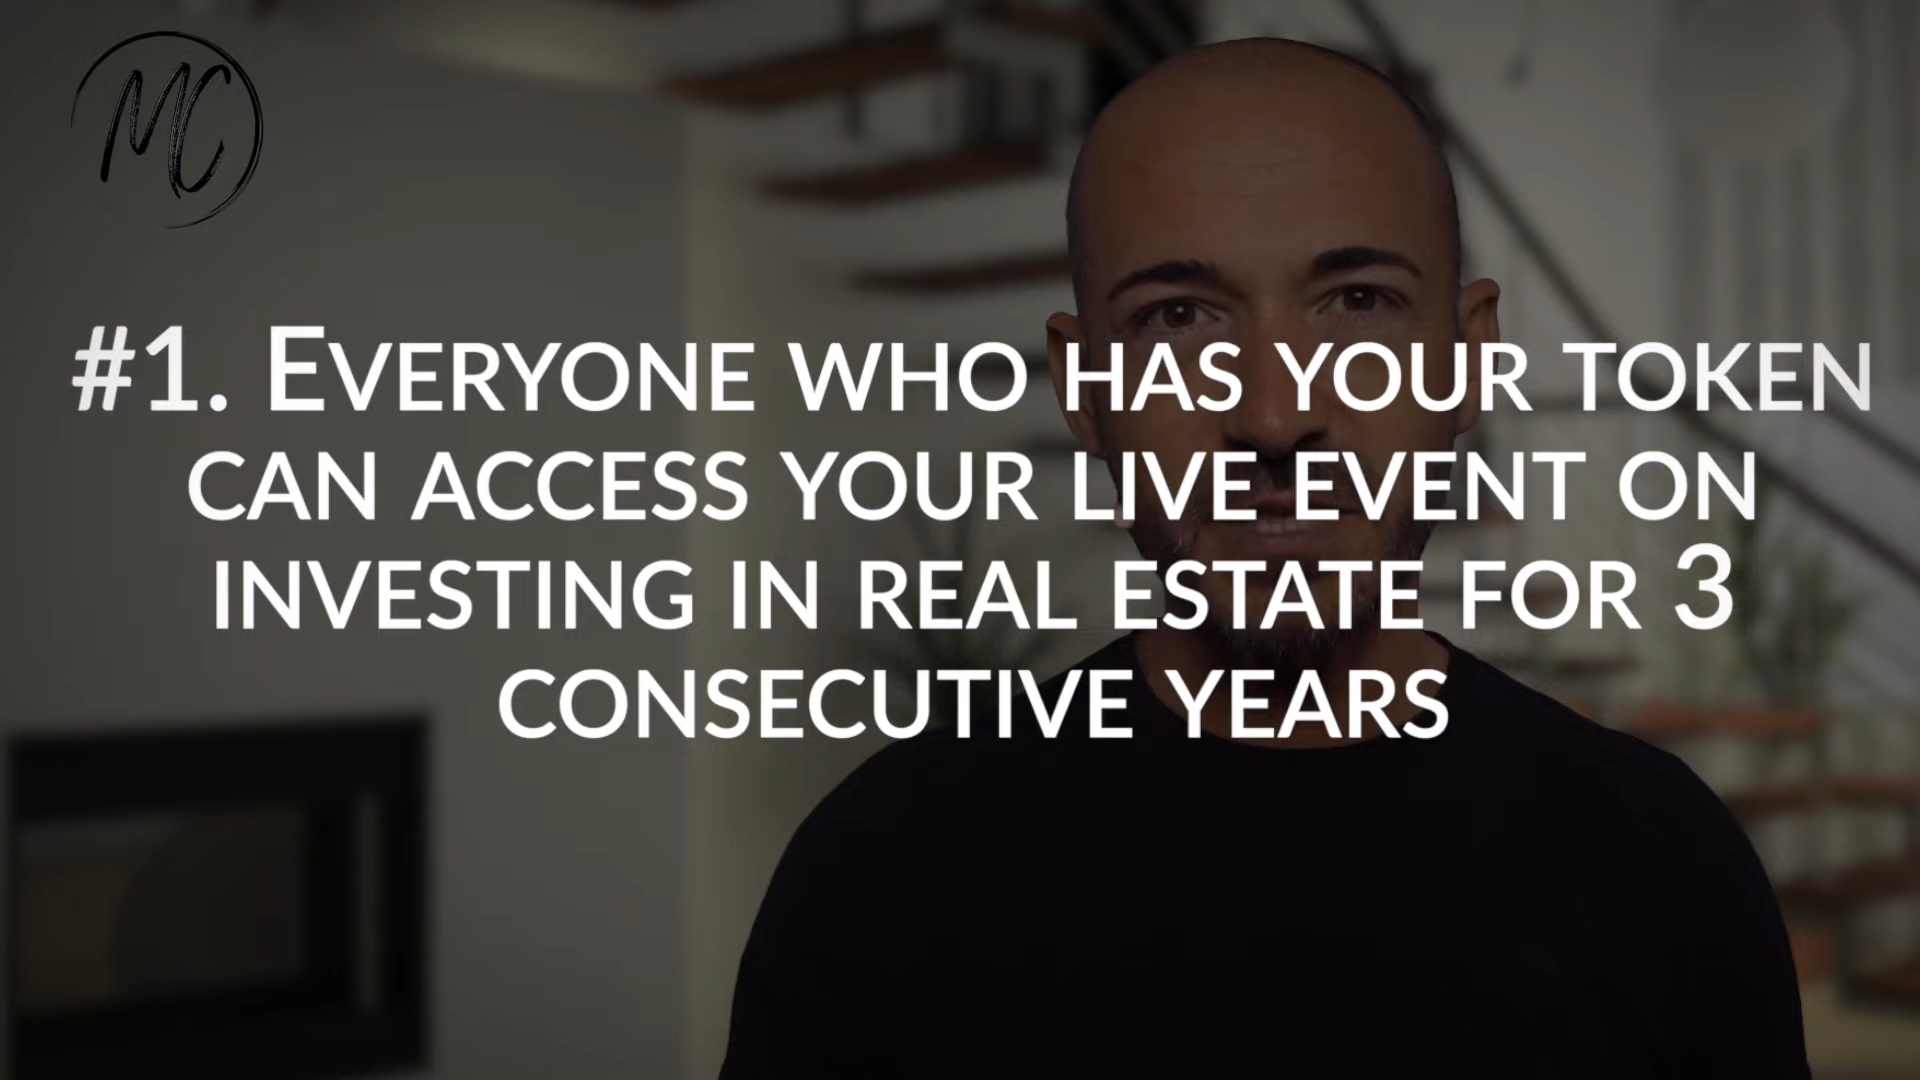 MC
#1. Everyone who has your token
can access your live event on
investing in real estate for 3
consecutive years